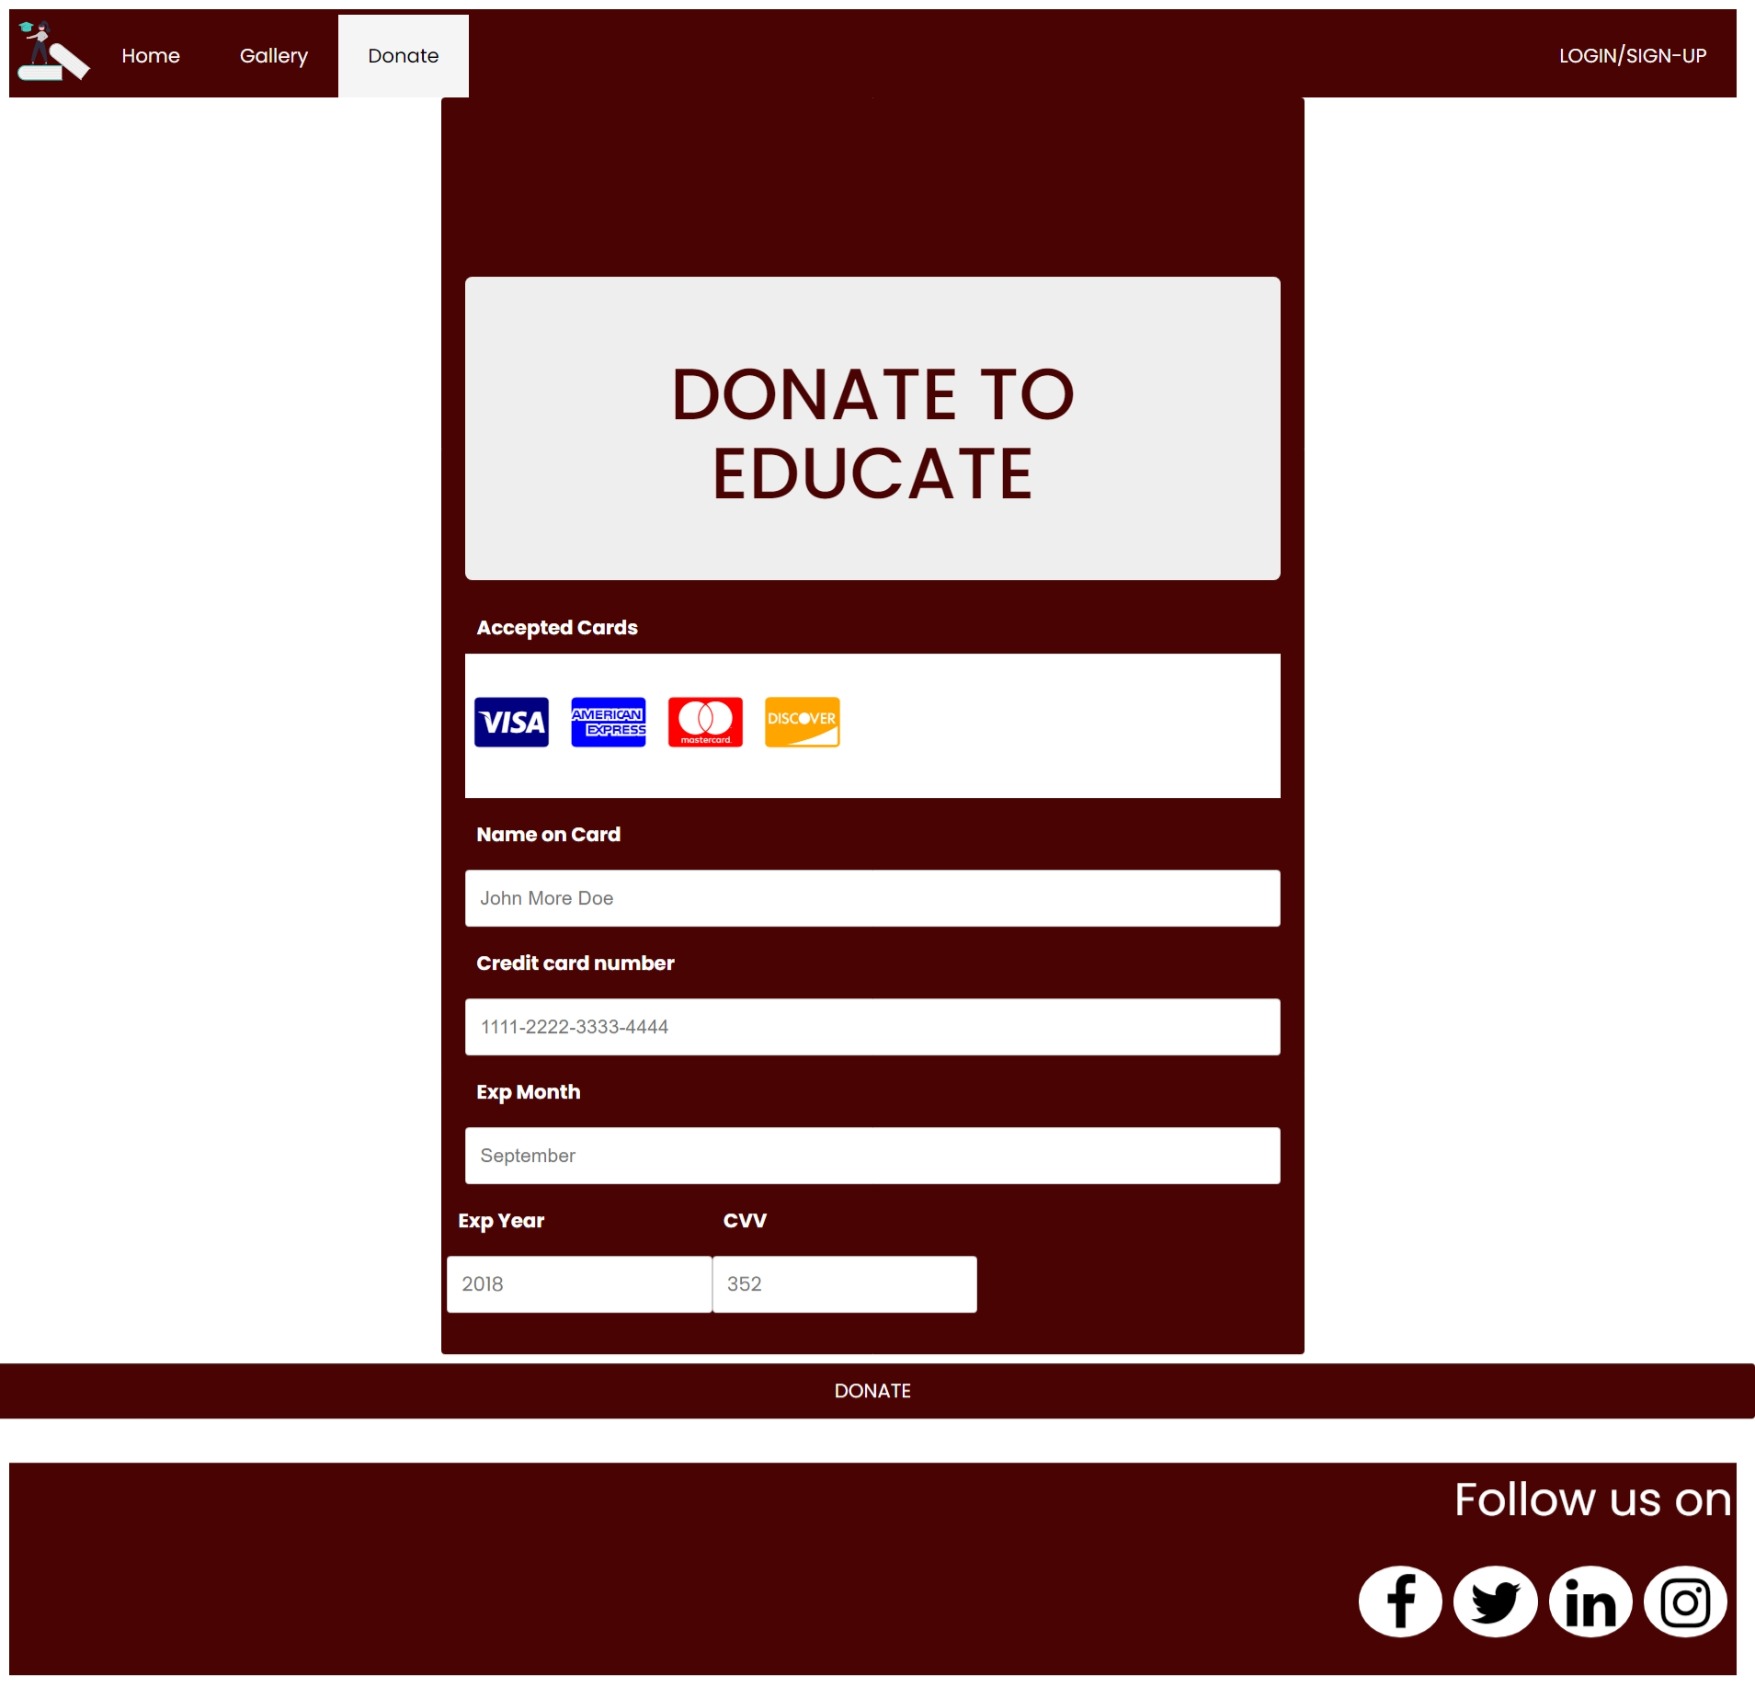 Home Gallery Donate LOGIN/SIGN-UP
DONATE TO
EDUCATE
Accepted Cards
VISA AMERICAN EXPRESS mastercard. DISCOVER
Name on Card
John More Doe
Credit card number
1111-2222-3333-4444
Exp Month
September
Exp Year CVV
2018 352
DONATE
Follow us on